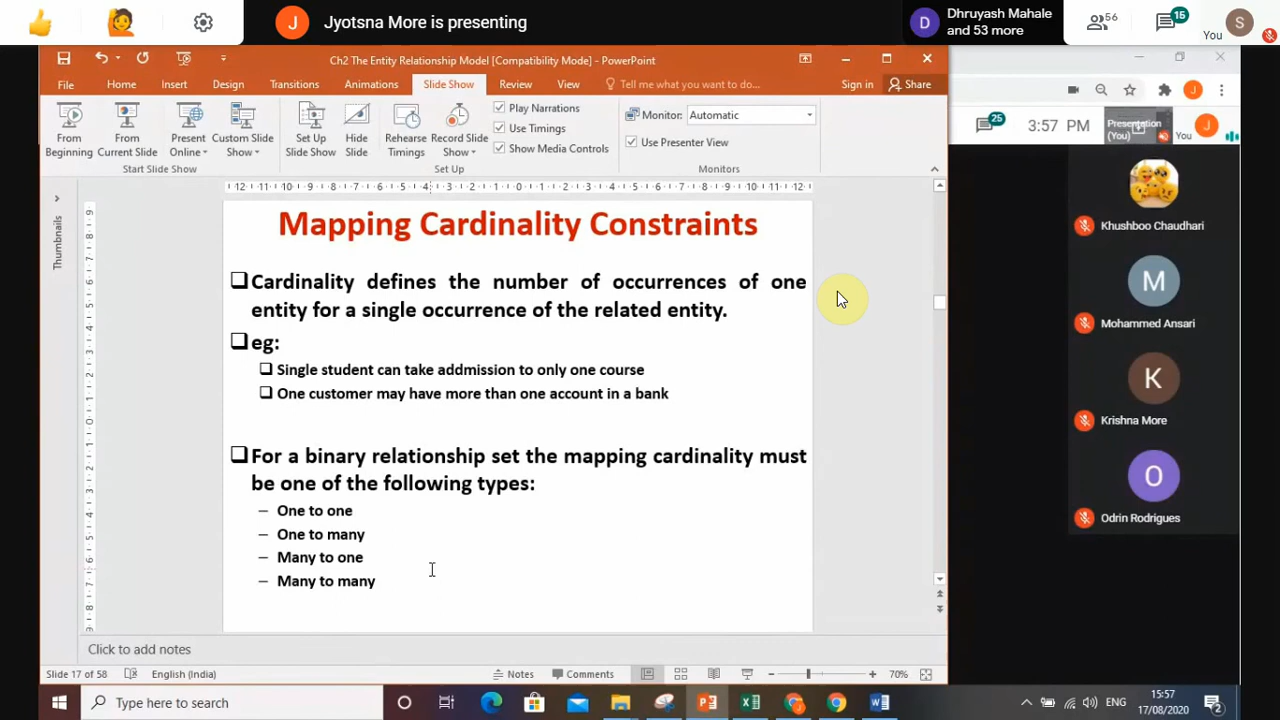 Jyotsna More is presenting
Dhruyash Mahale
and 53 more
56
15
You
S
J
D
Ch2 The Entity Relationship Model [Compatibility Mode] - PowerPoint
File Home Insert Design Transitions Animations Slide Show Review View Tell me what you want to do... Sign in Share
From Beginning
From Current Slide
Present Online
Custom Slide Show
Set Up Slide Show
Hide Slide
Rehearse Timings
Record Slide Show
Play Narrations
Use Timings
Show Media Controls
Monitor: Automatic
Use Presenter View
Start Slide Show
Set Up
Monitors
25
3:57 PM
Presentation
(You)
You
J
J
Thumbnails
Mapping Cardinality Constraints
Cardinality defines the number of occurrences of one
entity for a single occurrence of the related entity.
eg:
Single student can take addmission to only one course
One customer may have more than one account in a bank
For a binary relationship set the mapping cardinality must
be one of the following types:
– One to one
– One to many
– Many to one
– Many to many
Khushboo Chaudhari
M
Mohammed Ansari
K
Krishna More
O
Odrin Rodrigues
Click to add notes
Slide 17 of 58 English (India) Notes Comments 70%
Type here to search
ENG
15:57
17/08/2020
2